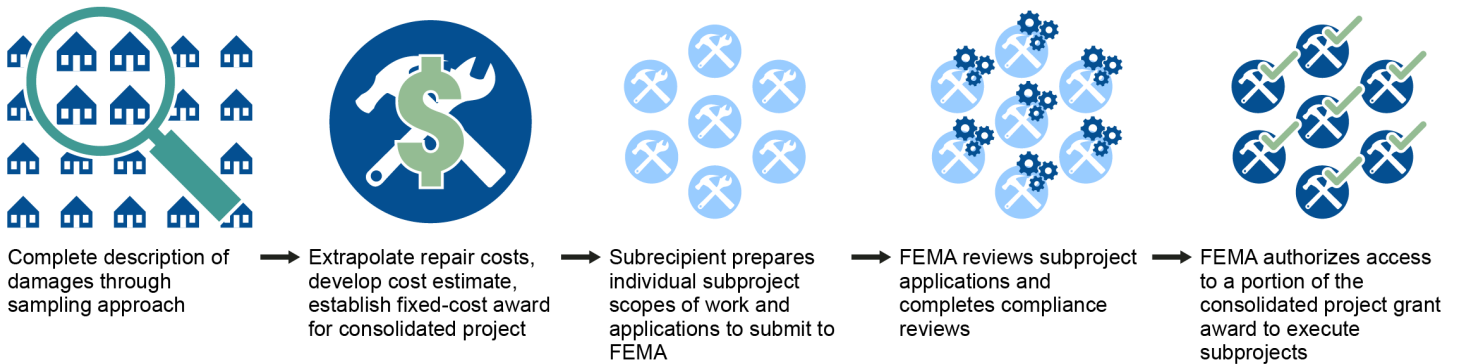 Complete description of
damages through
sampling approach
Extrapolate repair costs,
develop cost estimate,
establish fixed-cost award
for consolidated project
Subrecipient prepares
individual subproject
scopes of work and
applications to submit to
FEMA
FEMA reviews subproject
applications and
completes compliance
reviews
FEMA authorizes access
to a portion of the
consolidated project grant
award to execute
subprojects